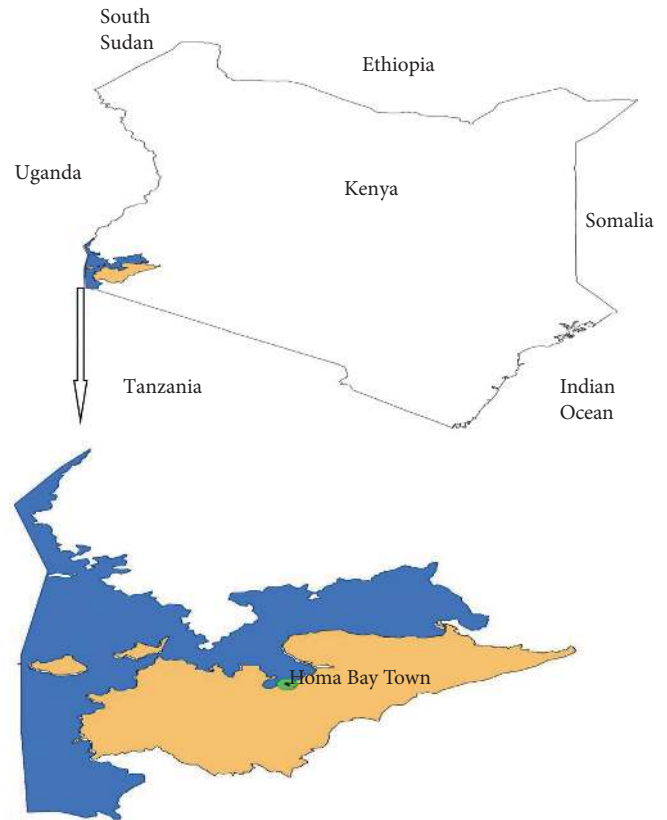 South
Sudan
Ethiopia
Uganda
Kenya
Somalia
Tanzania
Indian
Ocean
Homa Bay Town